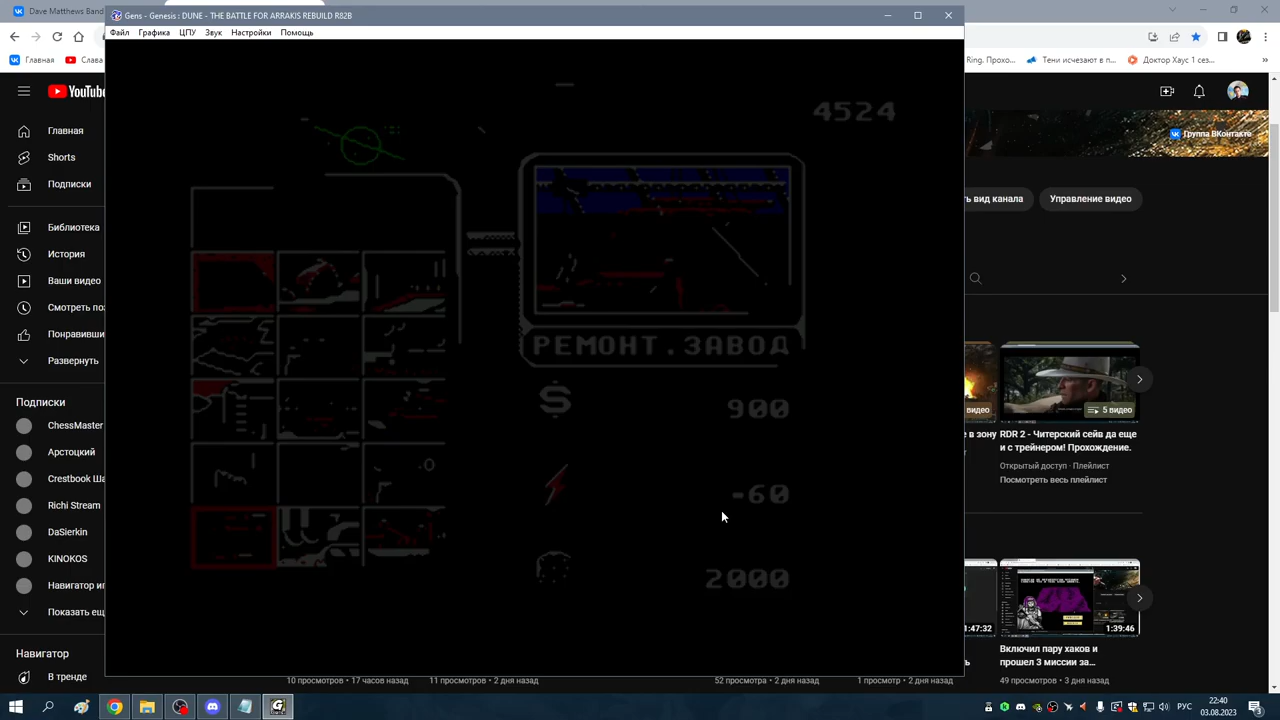 Dave Mustaine Band
Gens - Genesis : DUNE - THE BATTLE FOR ARRAKIS REBUILD R82B
Файл Графика ЦПУ Звук Настройки Помощь
Главная Слава
Ring. Прохо... Тени исчезают в п... Доктор Хаус 1 сез... »
YouTube
Главная
Shorts
Подписки
Библиотека
История
Ваши видео
Смотреть по
Понравивши
Развернуть
Подписки
ChessMaster
Арстоцкий
Crestbook Ша
Richi Stream
DaSierkin
KINOKOS
Навигатор иг
Показать ещ
Навигатор
В тренде
4524
РЕМОНТ.ЗАВОД
S 900
-60
2000
Группа ВКонтакте
ть вид канала Управление видео
видео
5 видео
е в зону
RDR 2 - Читерский сейв да еще
и с трейнером! Прохождение.
Открытый доступ · Плейлист
Посмотреть весь плейлист
1:47:32
1:39:46
Включил пару хаков и
прошел 3 миссии за...
10 просмотров • 17 часов назад 11 просмотров • 2 дня назад 52 просмотра • 2 дня назад 1 просмотр • 2 дня назад 49 просмотров • 3 дня назад
РУС
22:40
03.08.2023